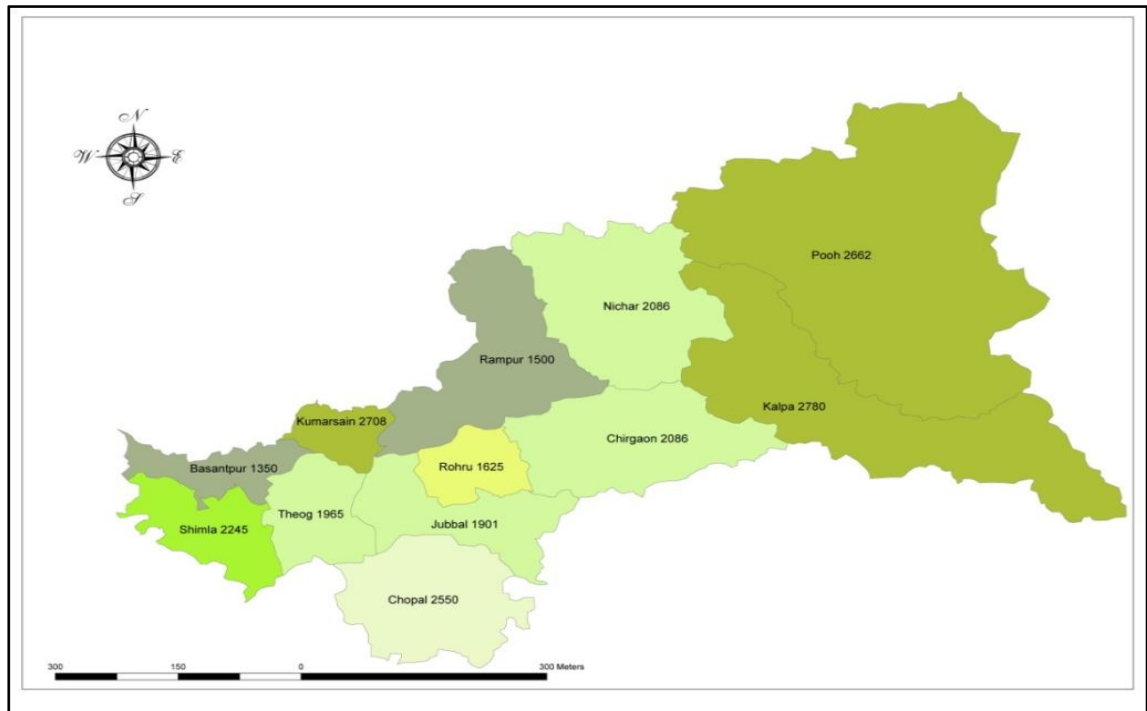 N
W E
S
Pooh 2662
Nichar 2086
Rampur 1500
Kalpa 2780
Kumarsain 2708
Chirgaon 2086
Rohru 1625
Basantpur 1350
Theog 1965
Jubbal 1901
Shimla 2245
Chopal 2550
300 150 0 300 Meters